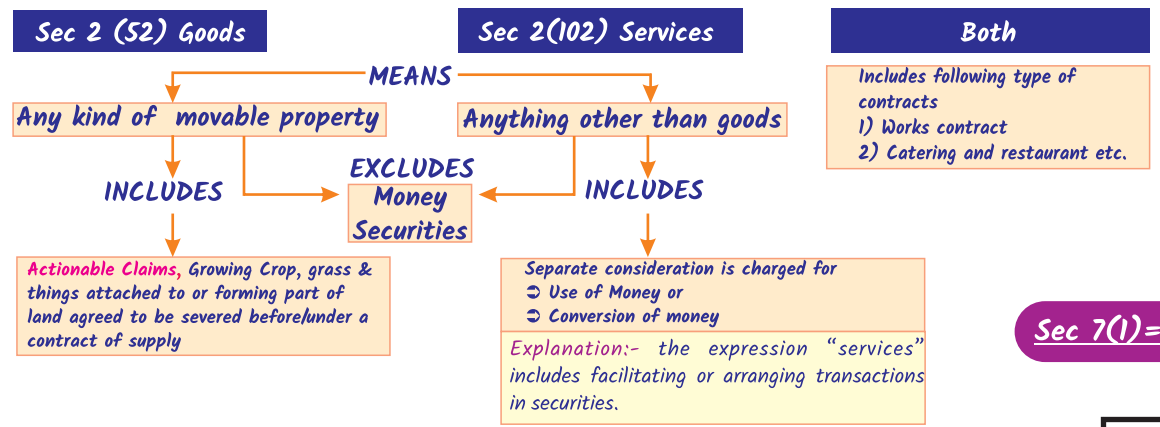 Sec 2 (52) Goods
Sec 2(102) Services
Both
MEANS
Any kind of movable property
Anything other than goods
Includes following type of
contracts
1) Works contract
2) Catering and restaurant etc.
EXCLUDES
Money
Securities
INCLUDES
INCLUDES
Actionable Claims, Growing Crop, grass &
things attached to or forming part of
land agreed to be severed before/under a
contract of supply
Separate consideration is charged for
➲ Use of Money or
➲ Conversion of money
Explanation:- the expression “services”
includes facilitating or arranging transactions
in securities.
Sec 7(1)=